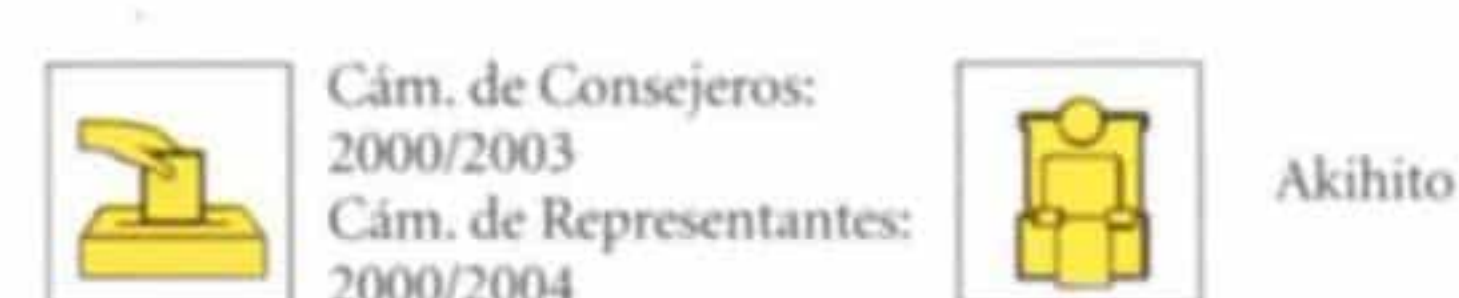 Cám. de Consejeros:
2000/2003
Cám. de Representantes:
2000/2004
Akihito